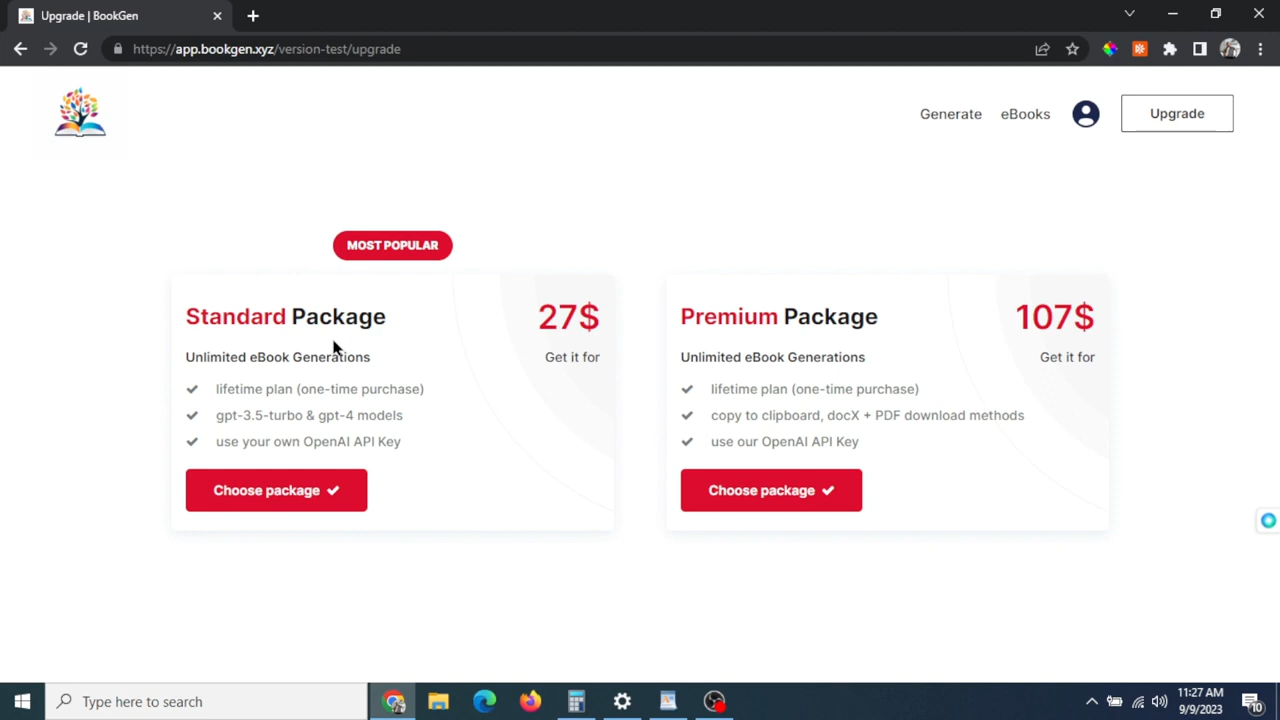 Upgrade | BookGen
https://app.bookgen.xyz/version-test/upgrade
Generate
eBooks
Upgrade
MOST POPULAR
Standard Package
27$
Unlimited eBook Generations
Get it for
lifetime plan (one-time purchase)
gpt-3.5-turbo & gpt-4 models
use your own OpenAI API Key
Choose package
Premium Package
107$
Unlimited eBook Generations
Get it for
lifetime plan (one-time purchase)
copy to clipboard, docX + PDF download methods
use our OpenAI API Key
Choose package
Type here to search
11:27 AM
9/9/2023
10